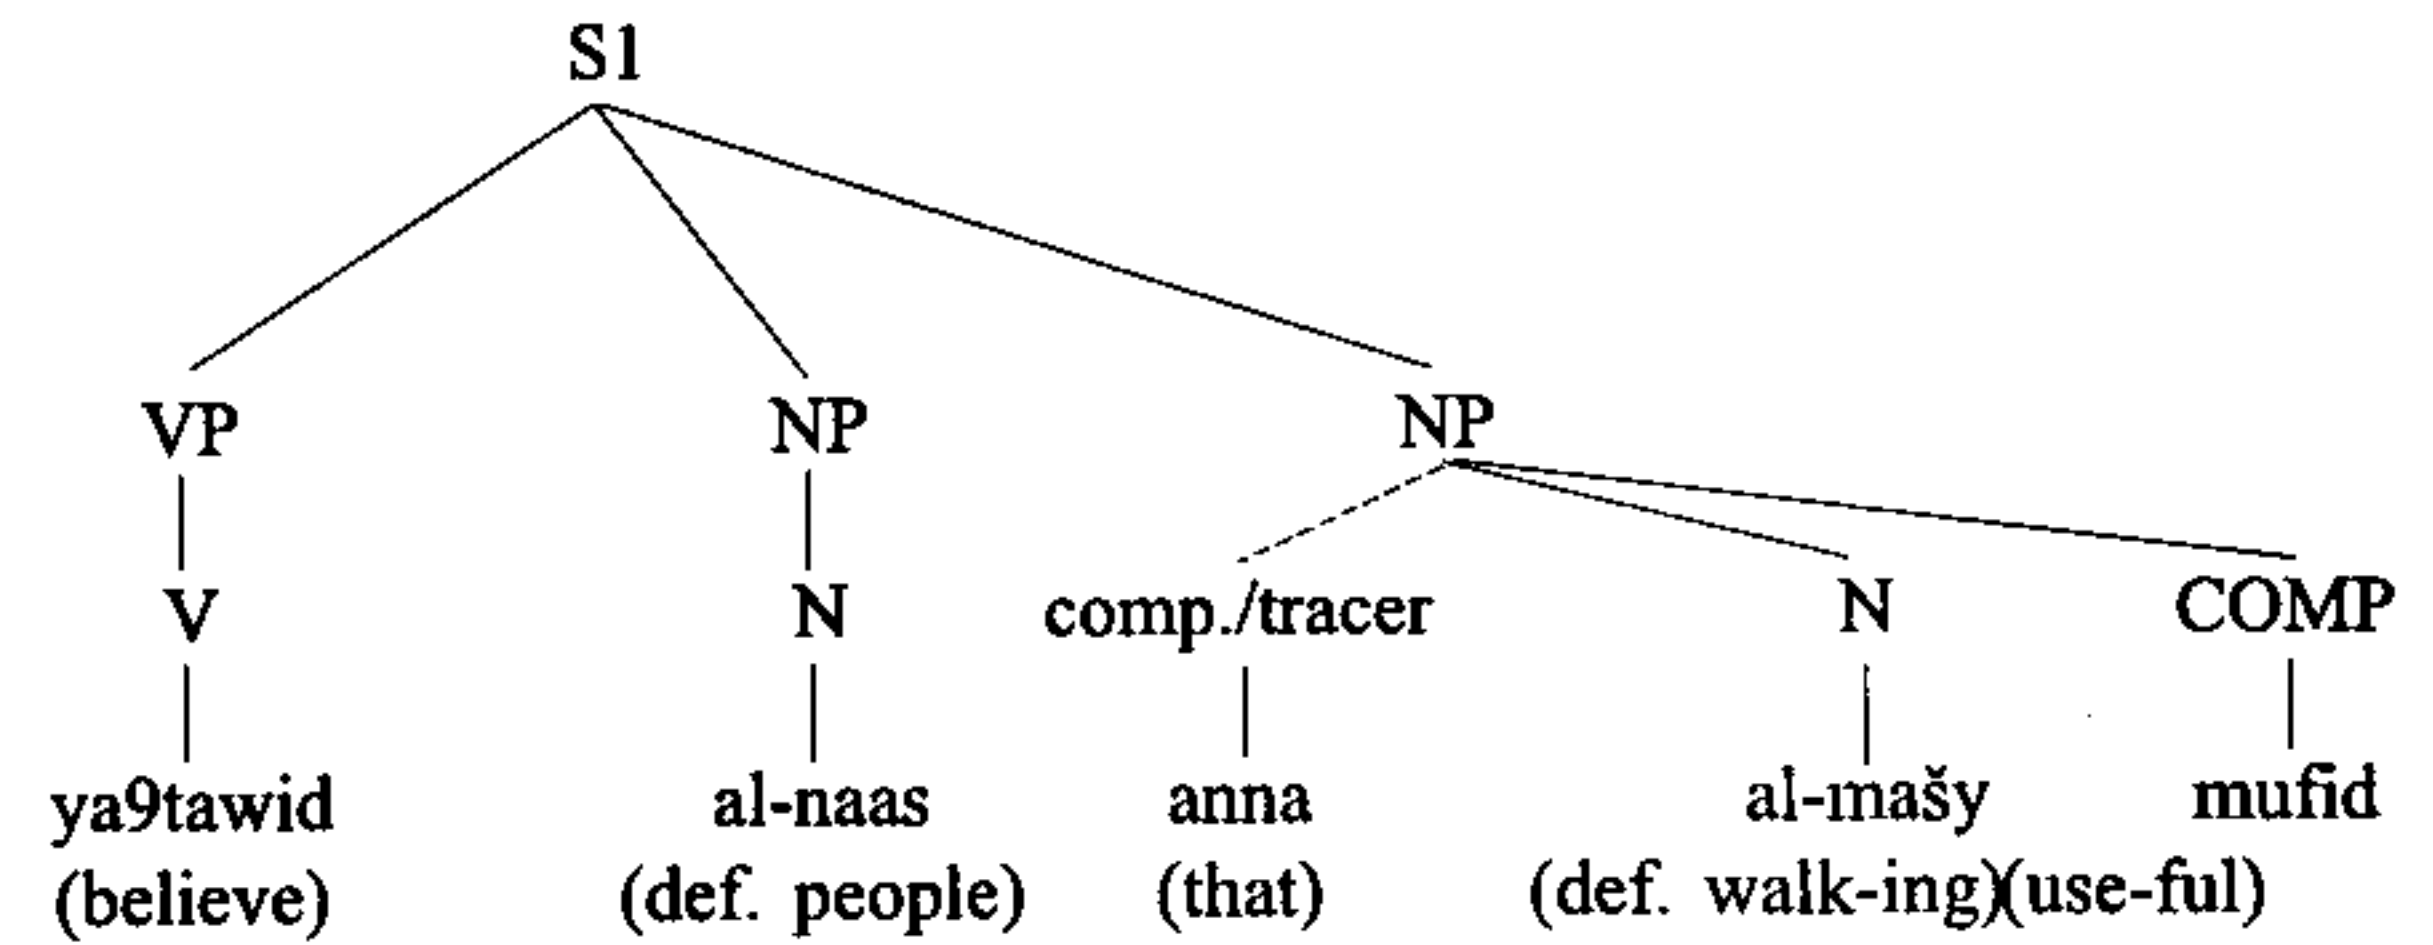 S1
VP NP NP
V N comp./tracer N COMP
ya9tawid al-naas anna al-mašy mufid
(believe) (def. people) (that) (def. walk-ing)(use-ful)